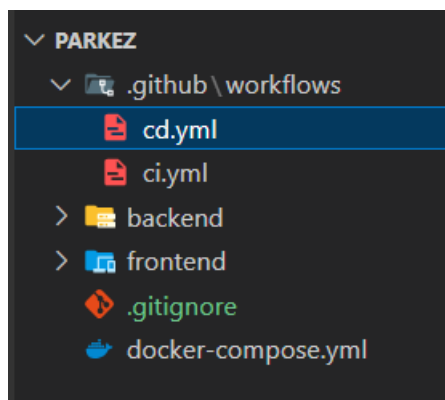 PARKEZ
.github\workflows
cd.yml
ci.yml
backend
frontend
.gitignore
docker-compose.yml